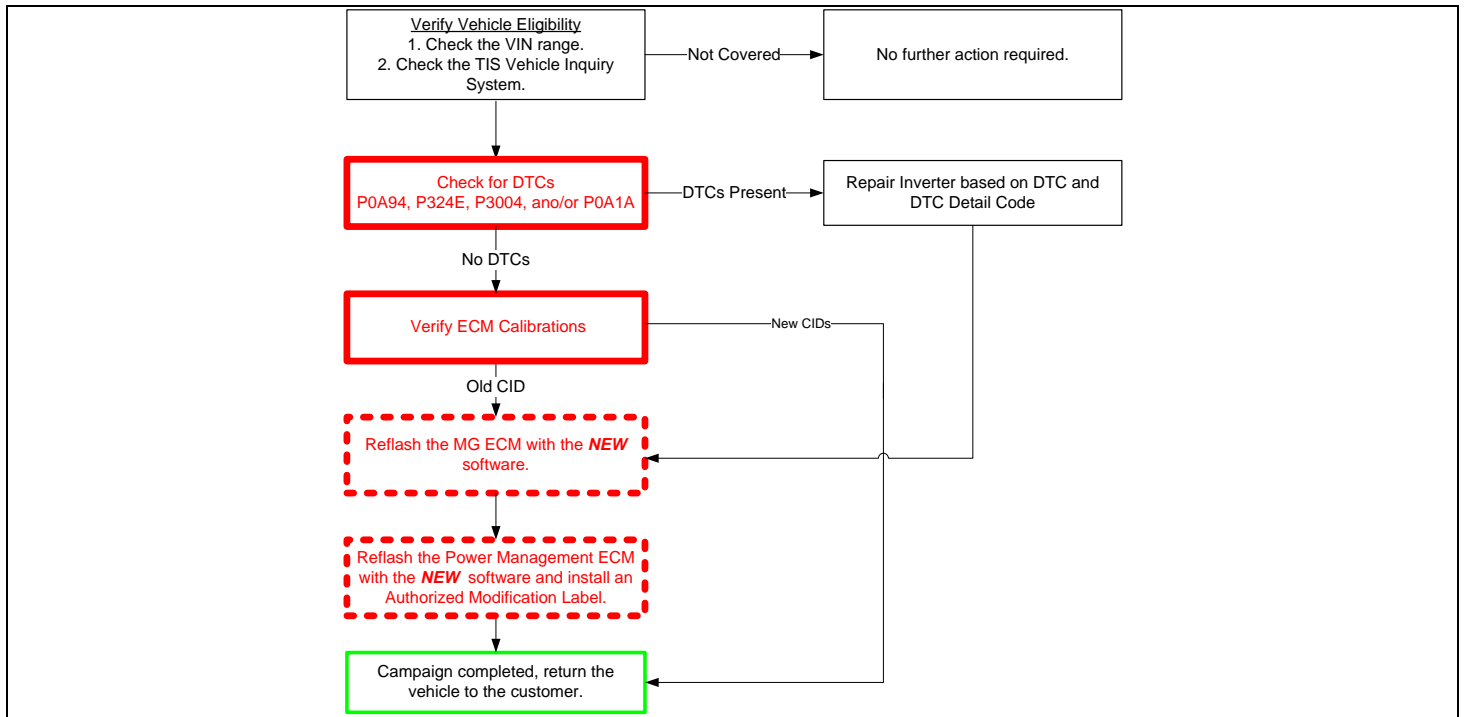 Verify Vehicle Eligibility
1. Check the VIN range.
2. Check the TIS Vehicle Inquiry
System.
Not Covered
No further action required.
Check for DTCs
P0A94, P324E, P3004, ano/or P0A1A
DTCs Present
Repair Inverter based on DTC and
DTC Detail Code
No DTCs
Verify ECM Calibrations
New CIDs
Old CID
Reflash the MG ECM with the NEW
software.
Reflash the Power Management ECM
with the NEW software and install an
Authorized Modification Label.
Campaign completed, return the
vehicle to the customer.